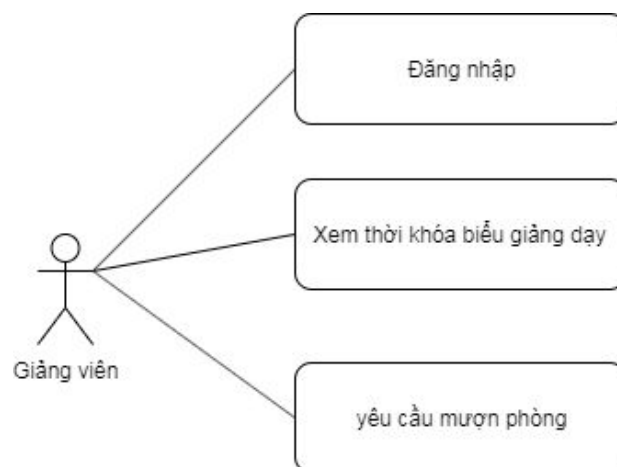 Đăng nhập
Xem thời khóa biểu giảng dạy
Giảng viên
yêu cầu mượn phòng